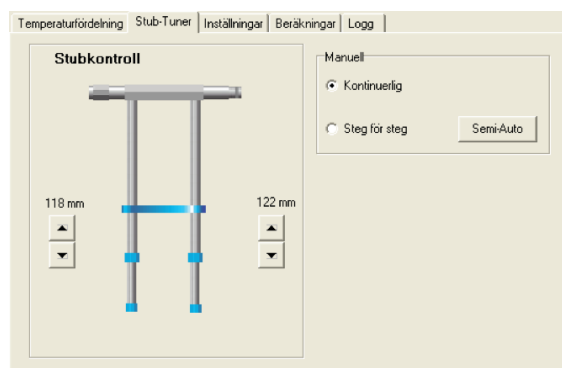 Temperaturfördelning Stub-Tuner Inställningar Beräkningar Logg
Stubkontroll
118 mm
122 mm
Manuell
Kontinuerlig
Steg för steg
Semi-Auto